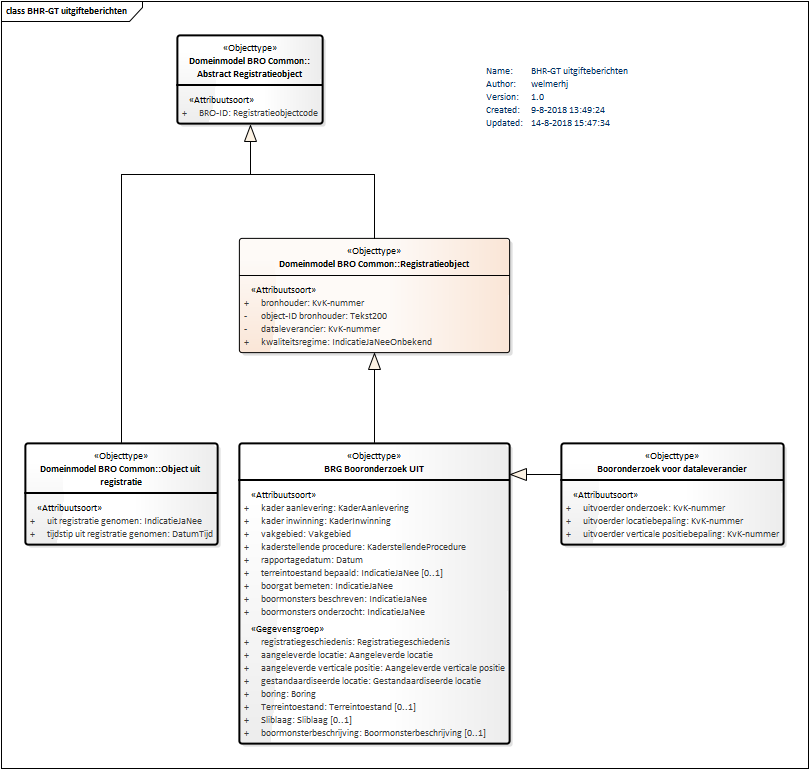 class BHR-GT uitgifteberichten
«Objecttype»
Domeinmodel BRO Common::
Abstract Registratieobject
«Attribuutsoort»
+ BRO-ID: Registratieobjectcode
Name: BHR-GT uitgifteberichten
Author: welmerhj
Version: 1.0
Created: 9-8-2018 13:49:24
Updated: 14-8-2018 15:47:34
«Objecttype»
Domeinmodel BRO Common::Registratieobject
«Attribuutsoort»
+ bronhouder: KvK-nummer
- object-ID bronhouder: Tekst200
- dataleverancier: KvK-nummer
+ kwaliteitsregime: IndicatieJaNeeOnbekend
«Objecttype»
Domeinmodel BRO Common::Object uit
registratie
«Attribuutsoort»
+ uit registratie genomen: IndicatieJaNee
+ tijdstip uit registratie genomen: DatumTijd
«Objecttype»
BRG Booronderzoek UIT
«Attribuutsoort»
+ kader aanlevering: KaderAanlevering
+ kader inwinning: KaderInwinning
+ vakgebied: Vakgebied
+ kaderstellende procedure: KaderstellendeProcedure
+ rapportagedatum: Datum
+ terreintoestand bepaald: IndicatieJaNee [0..1]
+ boorgat bemeten: IndicatieJaNee
+ boormonsters beschreven: IndicatieJaNee
+ boormonsters onderzocht: IndicatieJaNee
«Gegevensgroep»
+ registratiegeschiedenis: Registratiegeschiedenis
+ aangeleverde locatie: Aangeleverde locatie
+ aangeleverde verticale positie: Aangeleverde verticale positie
+ gestandaardiseerde locatie: Gestandaardiseerde locatie
+ boring: Boring
+ Terreintoestand: Terreintoestand [0..1]
+ Sliblaag: Sliblaag [0..1]
+ boormonsterbeschrijving: Boormonsterbeschrijving [0..1]
«Objecttype»
Booronderzoek voor dataleverancier
«Attribuutsoort»
+ uitvoerder onderzoek: KvK-nummer
+ uitvoerder locatiebepaling: KvK-nummer
+ uitvoerder verticale positiebepaling: KvK-nummer